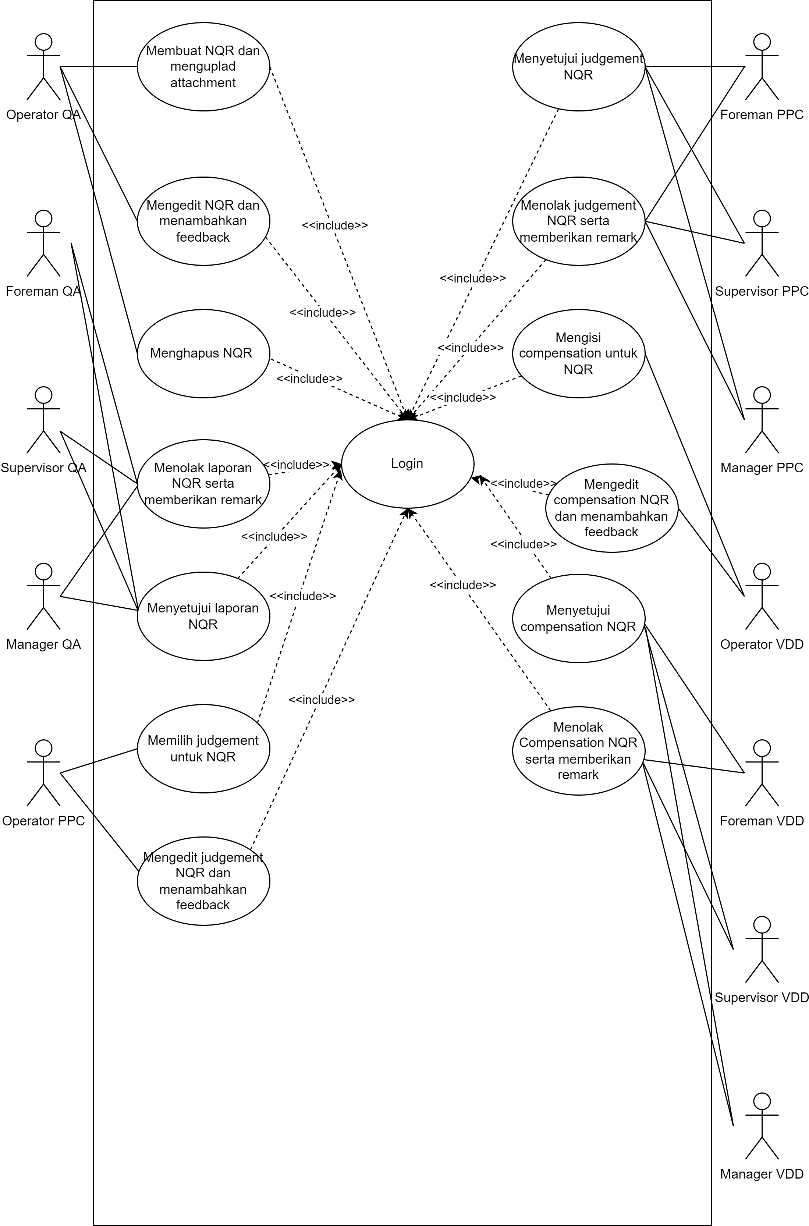 Operator QA
Foreman QA
Supervisor QA
Manager QA
Operator PPC
Membuat NQR dan
menguplad
attachment
Mengedit NQR dan
menambahkan
feedback
Menghapus NQR
Menolak laporan
NQR serta
memberikan remark
Menyetujui laporan
NQR
Memilih judgement
untuk NQR
Mengedit judgement
NQR dan
menambahkan
feedback
<<include>>
<<include>>
<<include>>
<<include>>
<<include>>
<<include>>
<<include>>
Login
<<include>>
<<include>>
<<include>>
<<include>>
<<include>>
<<include>>
Menyetujui judgement
NQR
Menolak judgement
NQR serta
memberikan remark
Mengisi
compensation untuk
NQR
Mengedit
compensation NQR
dan menambahkan
feedback
Menyetujui
compensation NQR
Menolak
Compensation NQR
serta memberikan
remark
Foreman PPC
Supervisor PPC
Manager PPC
Operator VDD
Foreman VDD
Supervisor VDD
Manager VDD